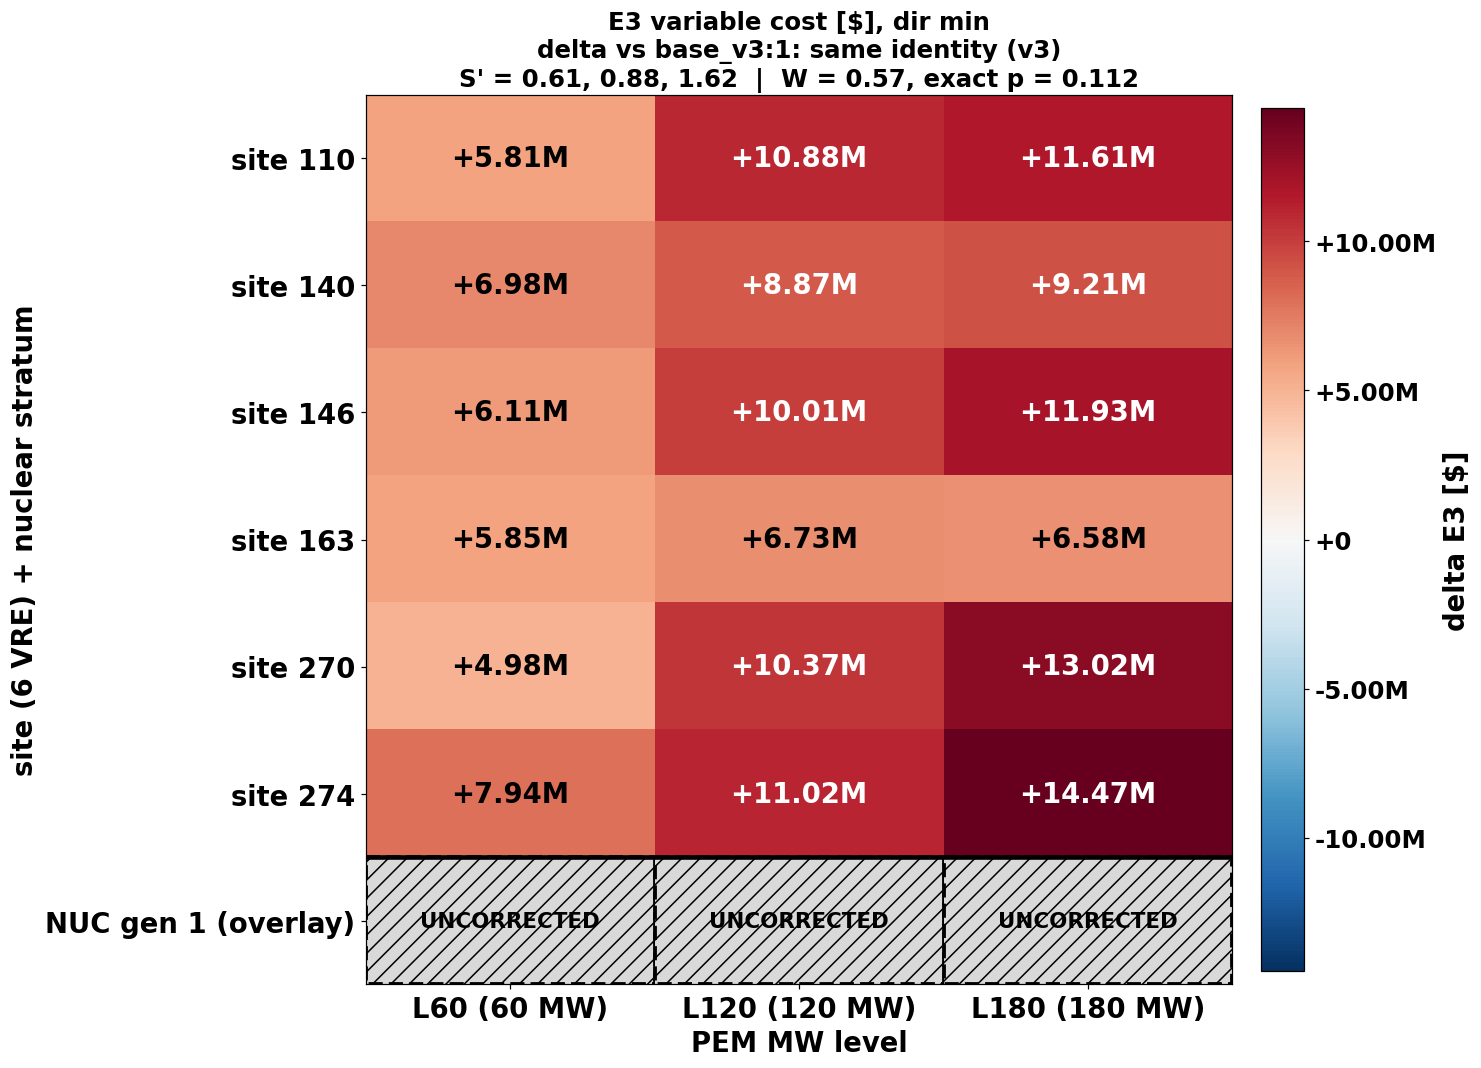 E3 variable cost [$], dir min
delta vs base_v3:1: same identity (v3)
S' = 0.61, 0.88, 1.62 | W = 0.57, exact p = 0.112
site (6 VRE) + nuclear stratum
site 110
+5.81M
+10.88M
+11.61M
site 140
+6.98M
+8.87M
+9.21M
site 146
+6.11M
+10.01M
+11.93M
site 163
+5.85M
+6.73M
+6.58M
site 270
+4.98M
+10.37M
+13.02M
site 274
+7.94M
+11.02M
+14.47M
NUC gen 1 (overlay)
UNCORRECTED
UNCORRECTED
UNCORRECTED
L60 (60 MW)
L120 (120 MW)
L180 (180 MW)
PEM MW level
+10.00M
+5.00M
+0
-5.00M
-10.00M
delta E3 [$]